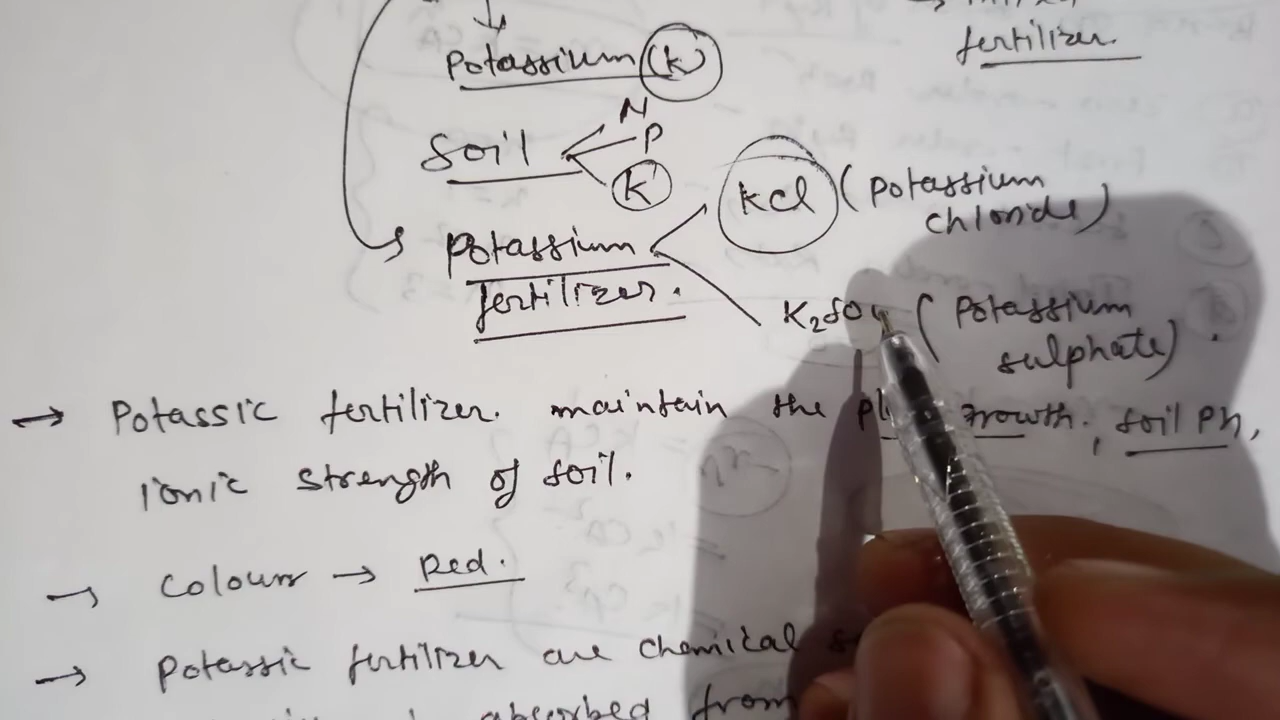 fertilizer.
Potassium (K)
N
Soil P
K
KCl (Potassium
chloride)
Potassium
fertilizer.
K2SO4 (Potassium
sulphate)
→ Potassic fertilizer. maintain the growth., soil PH,
ionic strength of soil.
→ Colour → Red.
→ Potassic fertilizer are chemical
absorbed from